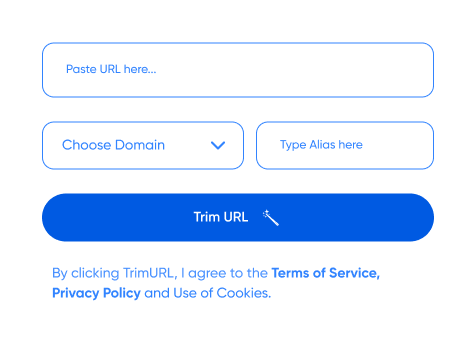 Paste URL here...
Choose Domain
Type Alias here
Trim URL
By clicking TrimURL, I agree to the Terms of Service,
Privacy Policy and Use of Cookies.